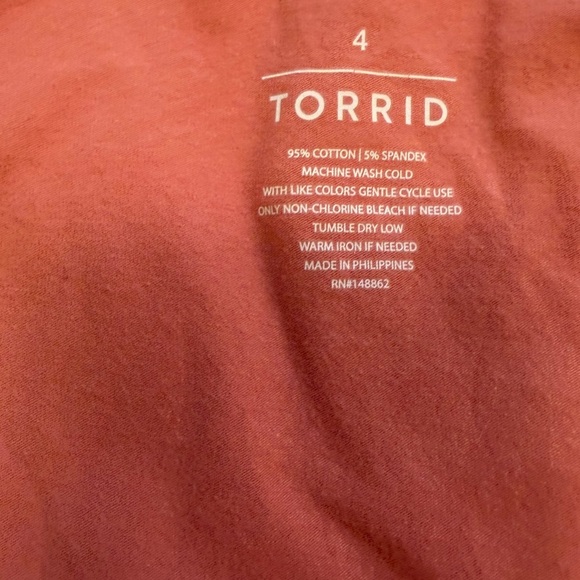 4
TORRID
95% COTTON | 5% SPANDEX
MACHINE WASH COLD
WITH LIKE COLORS GENTLE CYCLE USE
ONLY NON-CHLORINE BLEACH IF NEEDED
TUMBLE DRY LOW
WARM IRON IF NEEDED
MADE IN PHILIPPINES
RN#148862